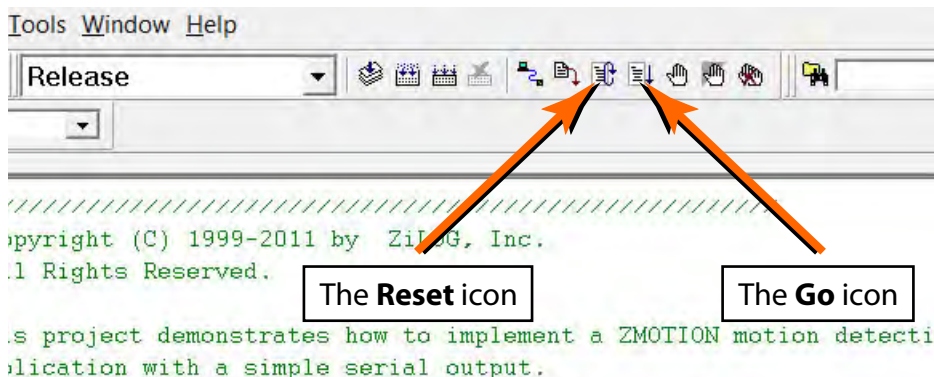 Tools Window Help
Release
opyright (C) 1999-2011 by ZiLOG, Inc.
ll Rights Reserved.
The Reset icon
The Go icon
s project demonstrates how to implement a ZMOTION motion detecti
plication with a simple serial output.